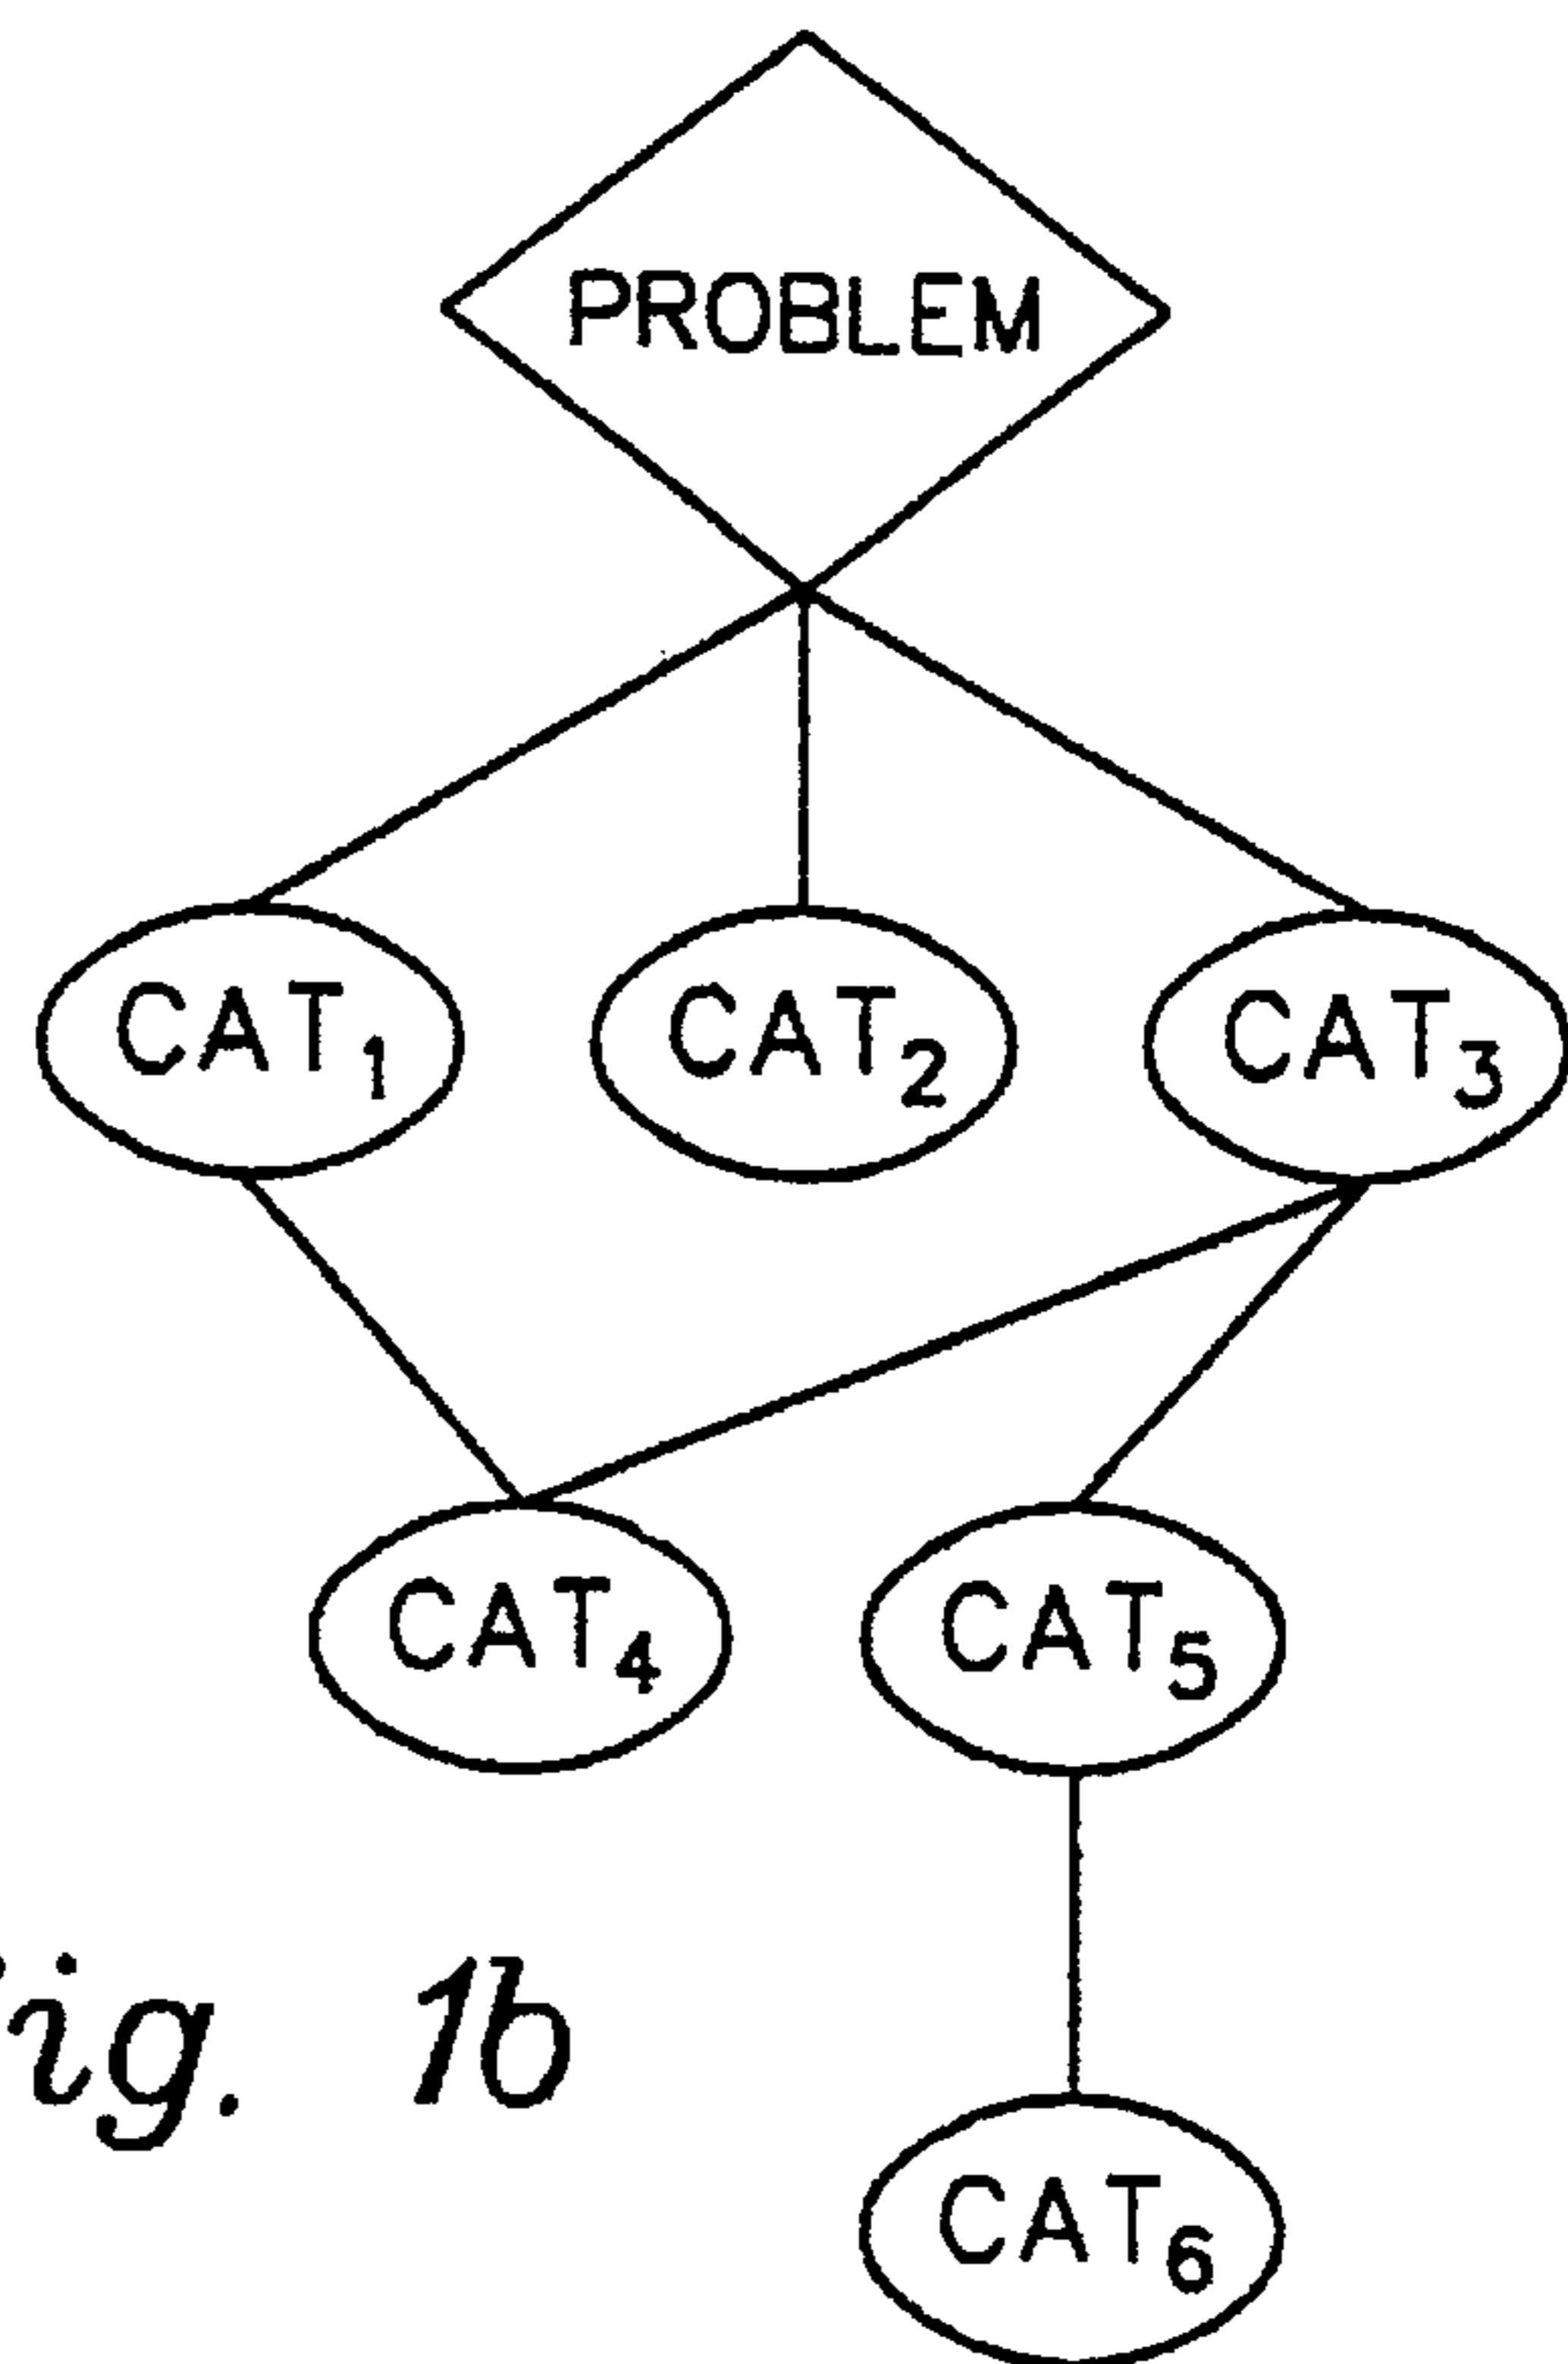 PROBLEM
CAT₁ CAT₂ CAT₃
CAT₄ CAT₅
ig. 1b
CAT₆